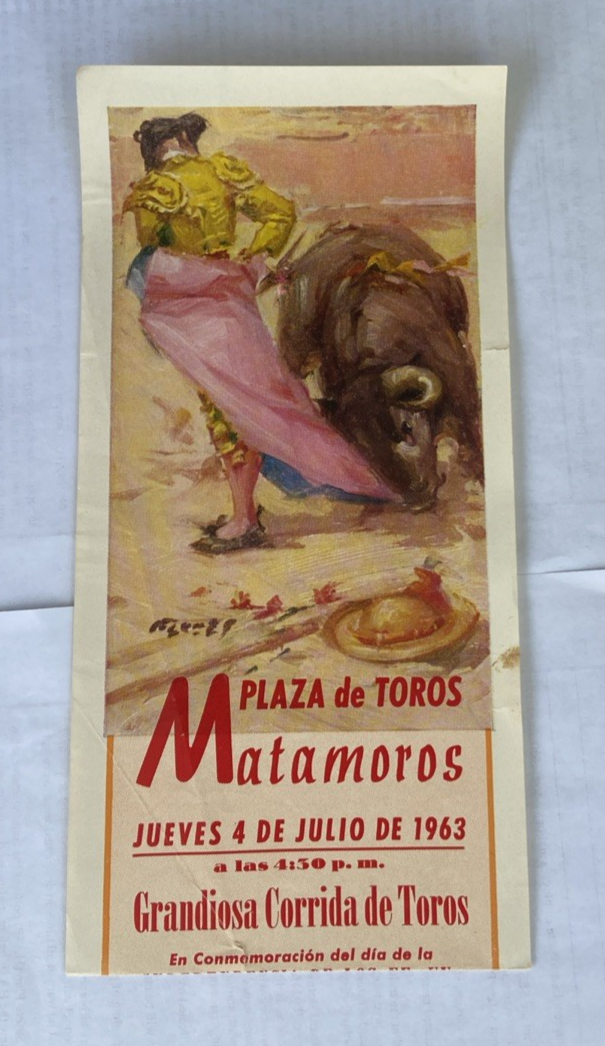 PLAZA de TOROS
Matamoros
JUEVES 4 DE JULIO DE 1963
a las 4:30 p. m.
Grandiosa Corrida de Toros
En Conmemoración del día de la